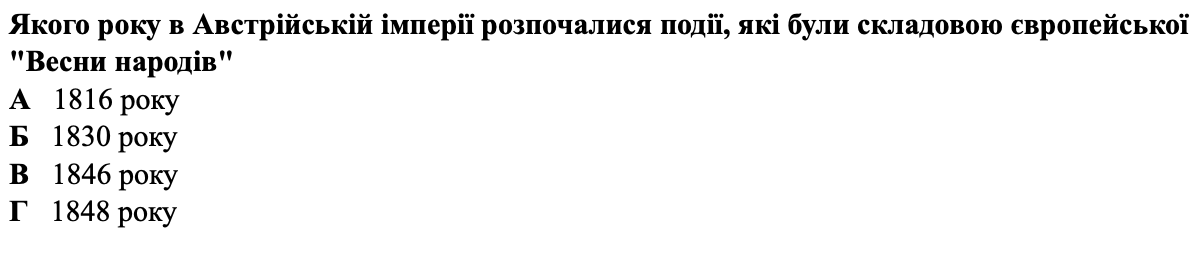 Якого року в Австрійській імперії розпочалися події, які були складовою європейської
"Весни народів"
А 1816 року
Б 1830 року
В 1846 року
Г 1848 року